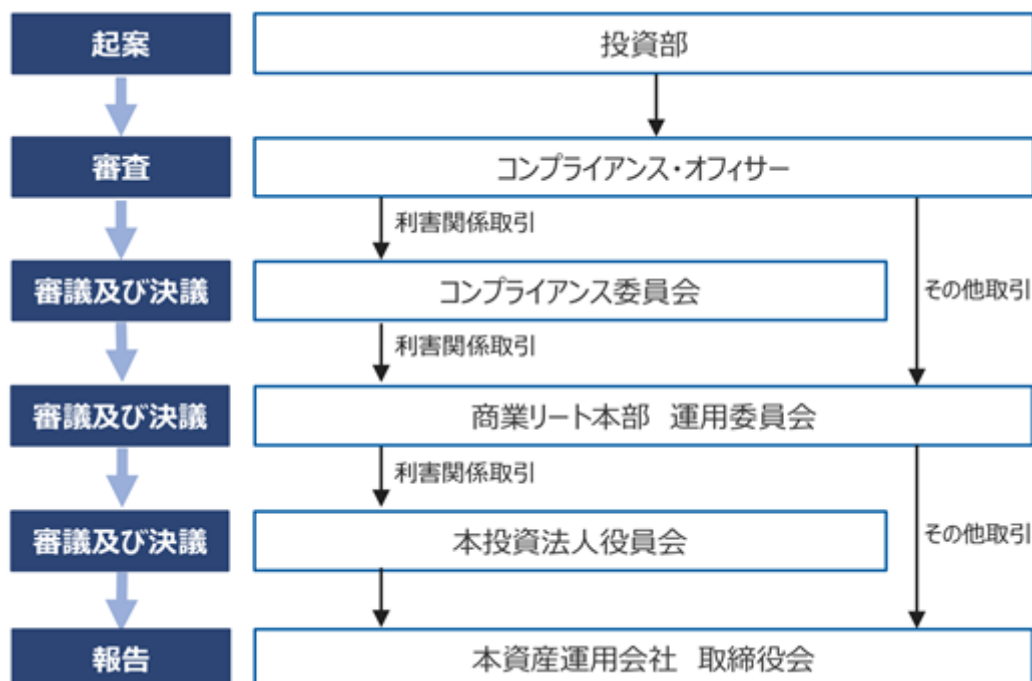 起案
投資部
審査
コンプライアンス・オフィサー
利害関係取引
審議及び決議
コンプライアンス委員会
その他取引
利害関係取引
審議及び決議
商業リート本部 運用委員会
利害関係取引
審議及び決議
本投資法人役員会
その他取引
報告
本資産運用会社 取締役会